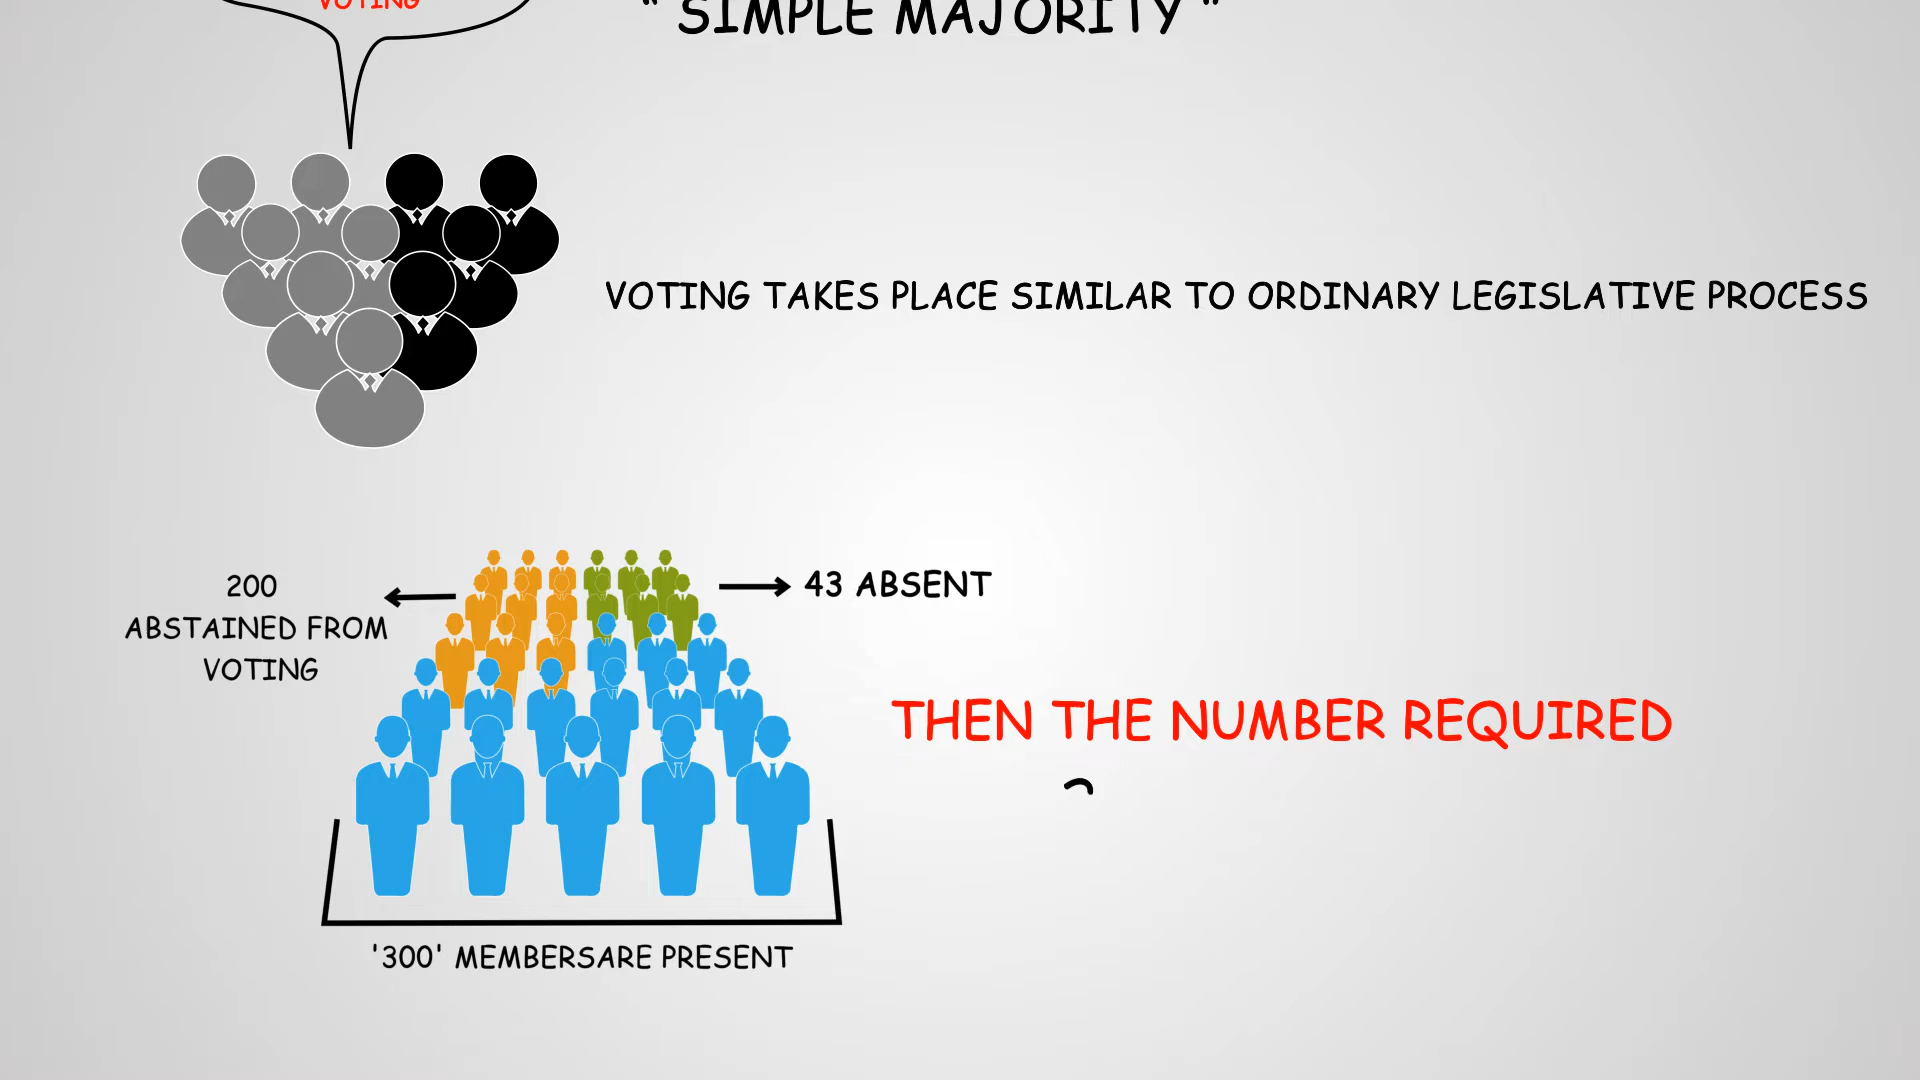 VOTING
" SIMPLE MAJORITY "
VOTING TAKES PLACE SIMILAR TO ORDINARY LEGISLATIVE PROCESS
200
ABSTAINED FROM
VOTING
43 ABSENT
THEN THE NUMBER REQUIRED
'300' MEMBERSARE PRESENT